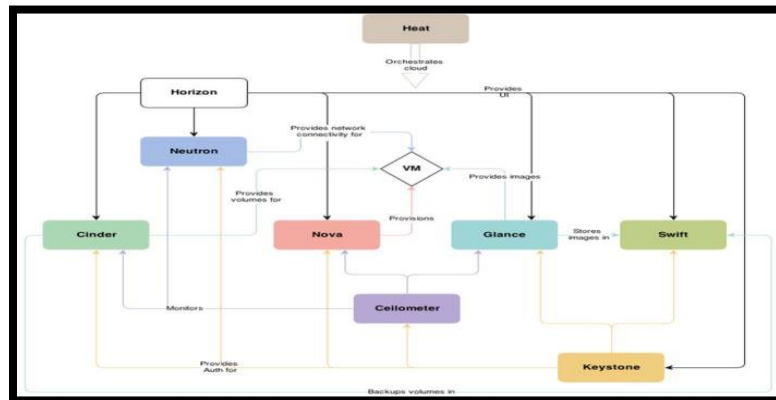 Heat
Orchestrates
cloud
Horizon
Provides
UI
Provides network
connectivity for
Neutron
VM
Provides images
Provides
volumes for
Provisions
Cinder
Nova
Glance
Stores
images in
Swift
Monitors
Ceilometer
Provides
Auth for
Keystone
Backups volumes in